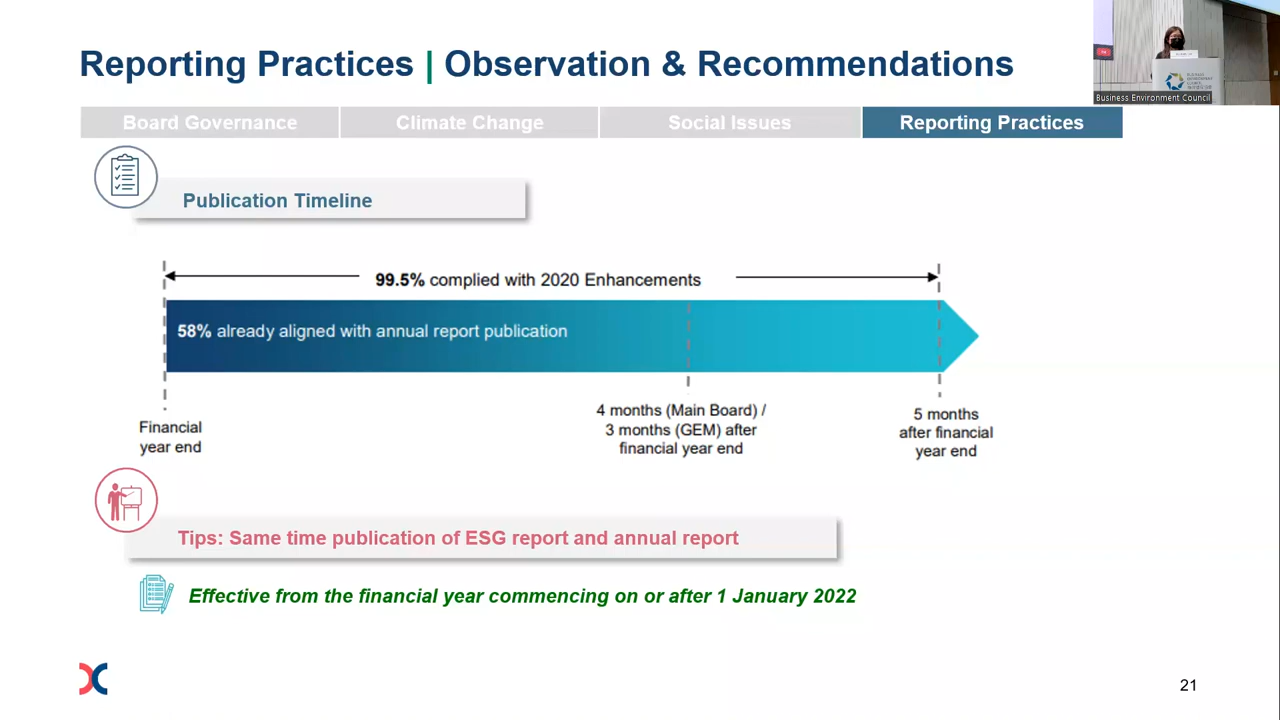 Reporting Practices | Observation & Recommendations
Business Environment Council
Board Governance
Climate Change
Social Issues
Reporting Practices
Publication Timeline
99.5% complied with 2020 Enhancements
58% already aligned with annual report publication
Financial
year end
4 months (Main Board) /
3 months (GEM) after
financial year end
5 months
after financial
year end
Tips: Same time publication of ESG report and annual report
Effective from the financial year commencing on or after 1 January 2022
21